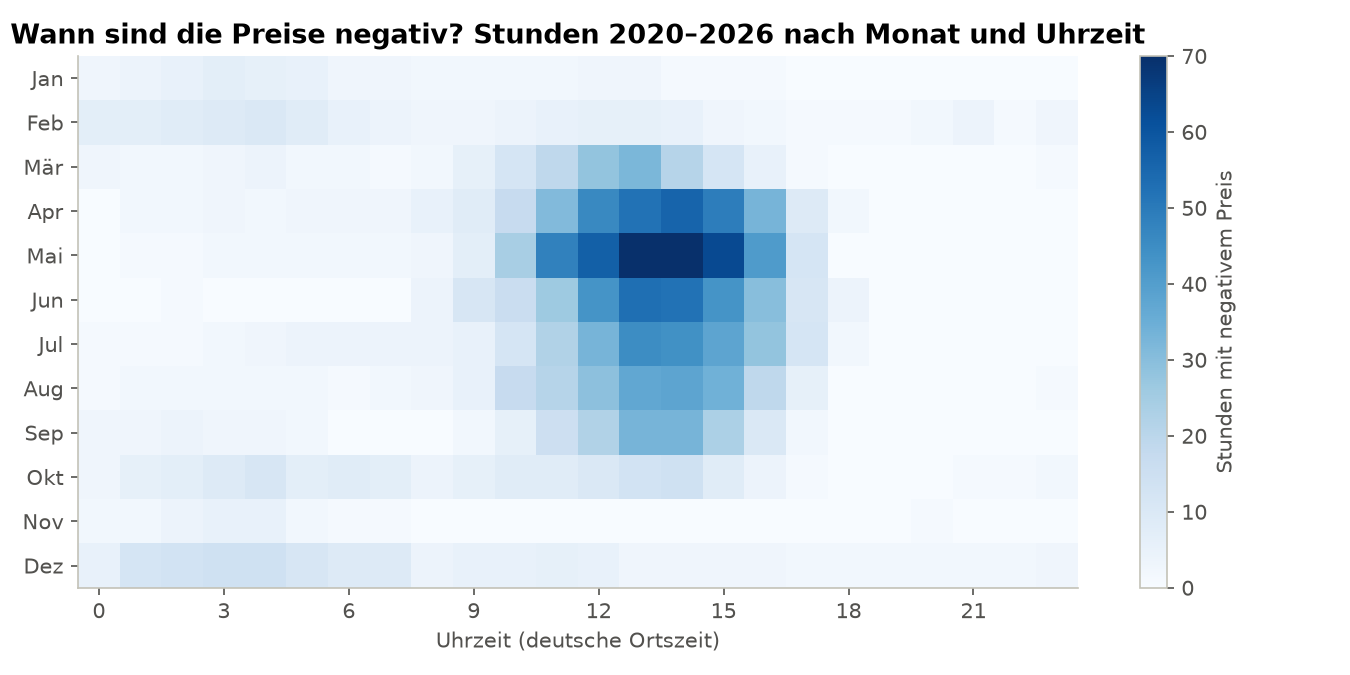 Wann sind die Preise negativ? Stunden 2020–2026 nach Monat und Uhrzeit
Jan
Feb
Mär
Apr
Mai
Jun
Jul
Aug
Sep
Okt
Nov
Dez
0 3 6 9 12 15 18 21
Uhrzeit (deutsche Ortszeit)
70
60
50
40
30
20
10
0
Stunden mit negativem Preis